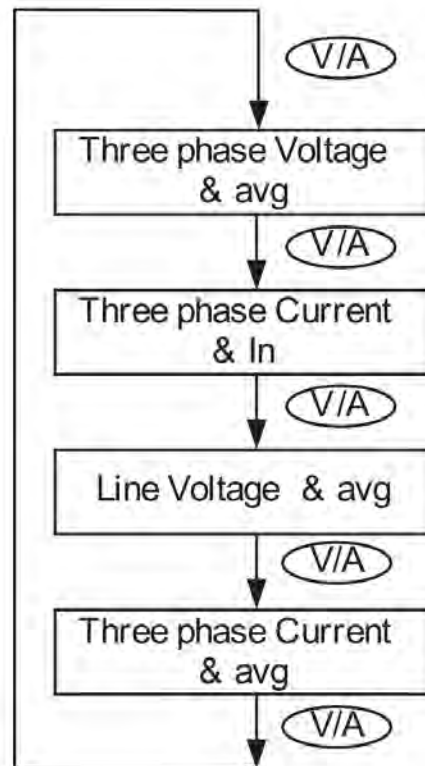 V/A
Three phase Voltage
& avg
V/A
Three phase Current
& In
V/A
Line Voltage & avg
V/A
Three phase Current
& avg
V/A